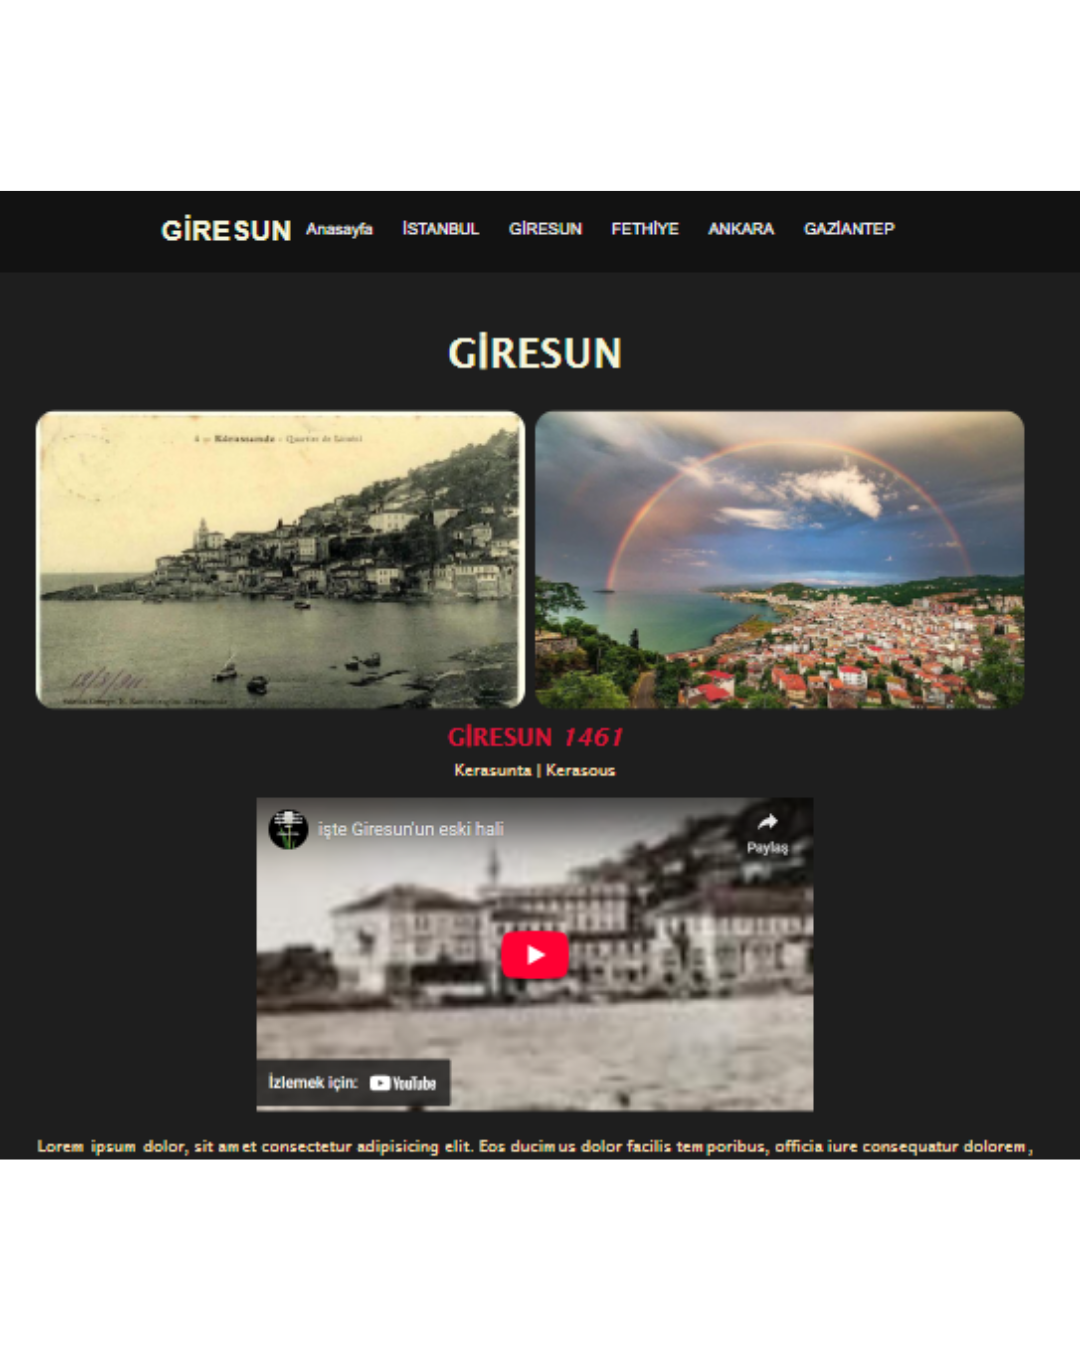 GİRESUN Anasayfa İSTANBUL GİRESUN FETHİYE ANKARA GAZİANTEP
GİRESUN
Kérassunde - Quartier de
GİRESUN 1461
Kerasunta | Kerasous
işte Giresun'un eski hali
Paylaş
İzlemek için: YouTube
Lorem ipsum dolor, sit amet consectetur adipisicing elit. Eos ducimus dolor facilis temporibus, officia iure consequatur dolorem,